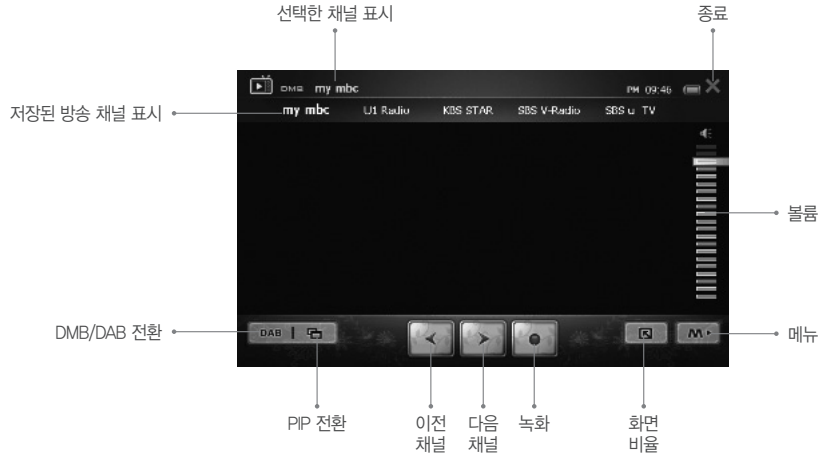 선택한 채널 표시
종료
DMB my mbc
PM 09:46
저장된 방송 채널 표시
my mbc U1 Radio KBS STAR SBS V-Radio SBS u TV
볼륨
DMB/DAB 전환
DAB
M
메뉴
PIP 전환
이전
채널
다음
채널
녹화
화면
비율